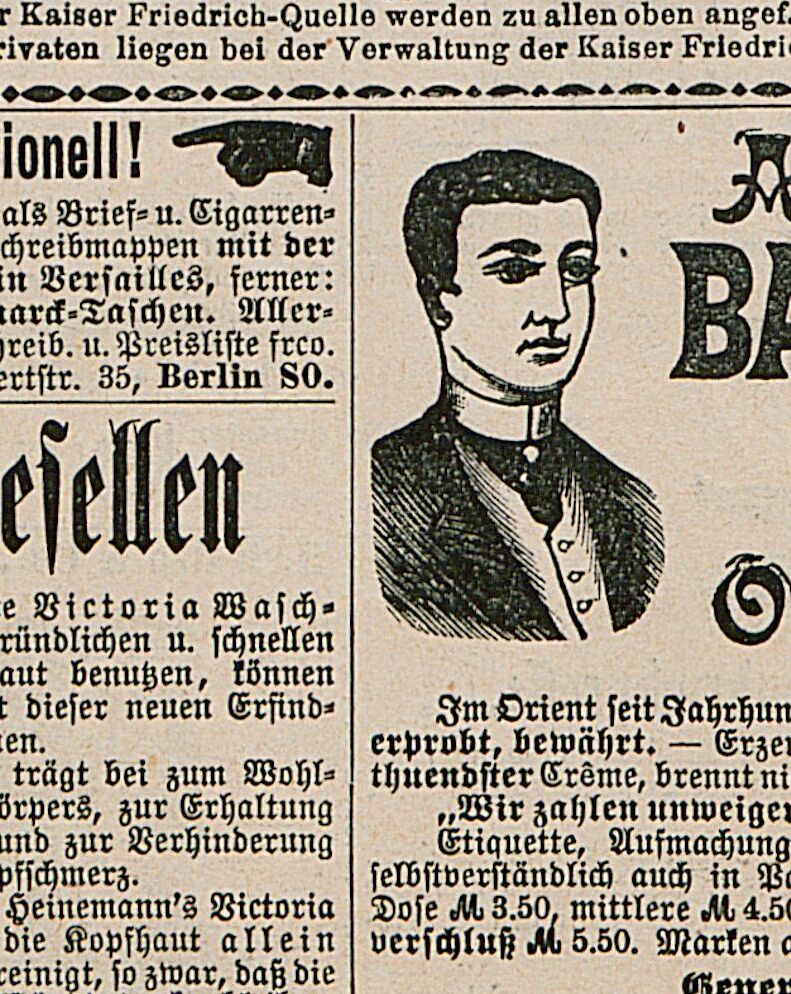 r Kaiser Friedrich-Quelle werden zu allen oben angef.
rivaten liegen bei der Verwaltung der Kaiser Friedri
ionell!
als Brief= u. Cigarren=
chreibmappen mit der
in Versailles, ferner:
marck=Taschen. Aller=
hreib. u. Preisliste frco.
ertstr. 35, Berlin SO.
esellen
te Victoria Wasch=
ründlichen u. schnellen
aut benutzen, können
t dieser neuen Erfind=
nen.
trägt bei zum Wohl=
örpers, zur Erhaltung
und zur Verhinderung
pfschmerz.
Heinemann's Victoria
die Kopfhaut allein
reinigt, so zwar, daß die
A
BA
Im Orient seit Jahrhun
erprobt, bewährt. — Erzer
thuendster Crême, brennt ni
„Wir zahlen unweiger
Etiquette, Aufmachung
selbstverständlich auch in Pa
Dose M 3.50, mittlere M 4.50
verschluß M 5.50. Marken a
Gener